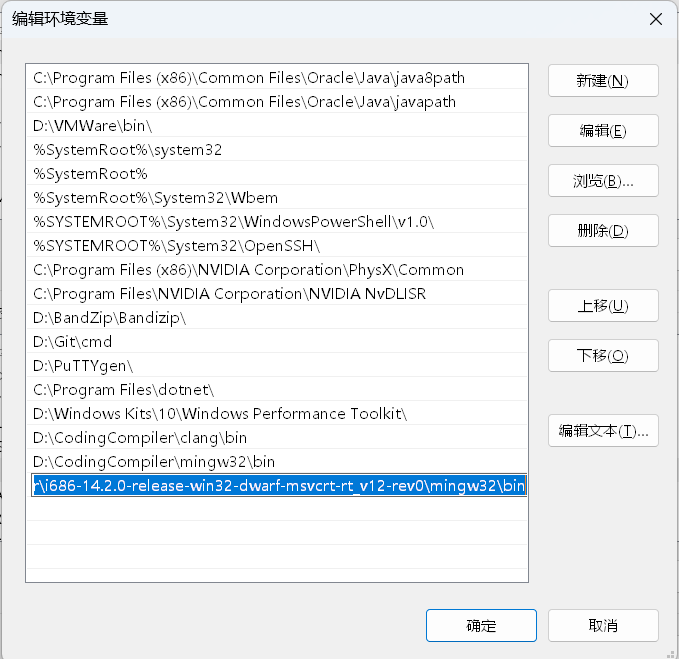 编辑环境变量
C:\Program Files (x86)\Common Files\Oracle\Java\java8path
新建(N)
C:\Program Files (x86)\Common Files\Oracle\Java\javapath
D:\VMWare\bin\
编辑(E)
%SystemRoot%\system32
%SystemRoot%
浏览(B)...
%SystemRoot%\System32\Wbem
%SYSTEMROOT%\System32\WindowsPowerShell\v1.0\
删除(D)
%SYSTEMROOT%\System32\OpenSSH\
C:\Program Files (x86)\NVIDIA Corporation\PhysX\Common
C:\Program Files\NVIDIA Corporation\NVIDIA NvDLISR
上移(U)
D:\BandZip\Bandizip\
D:\Git\cmd
下移(O)
D:\PuTTYgen\
C:\Program Files\dotnet\
D:\Windows Kits\10\Windows Performance Toolkit\
编辑文本(T)...
D:\CodingCompiler\clang\bin
D:\CodingCompiler\mingw32\bin
r\i686-14.2.0-release-win32-dwarf-msvcrt-rt_v12-rev0\mingw32\bin
确定
取消